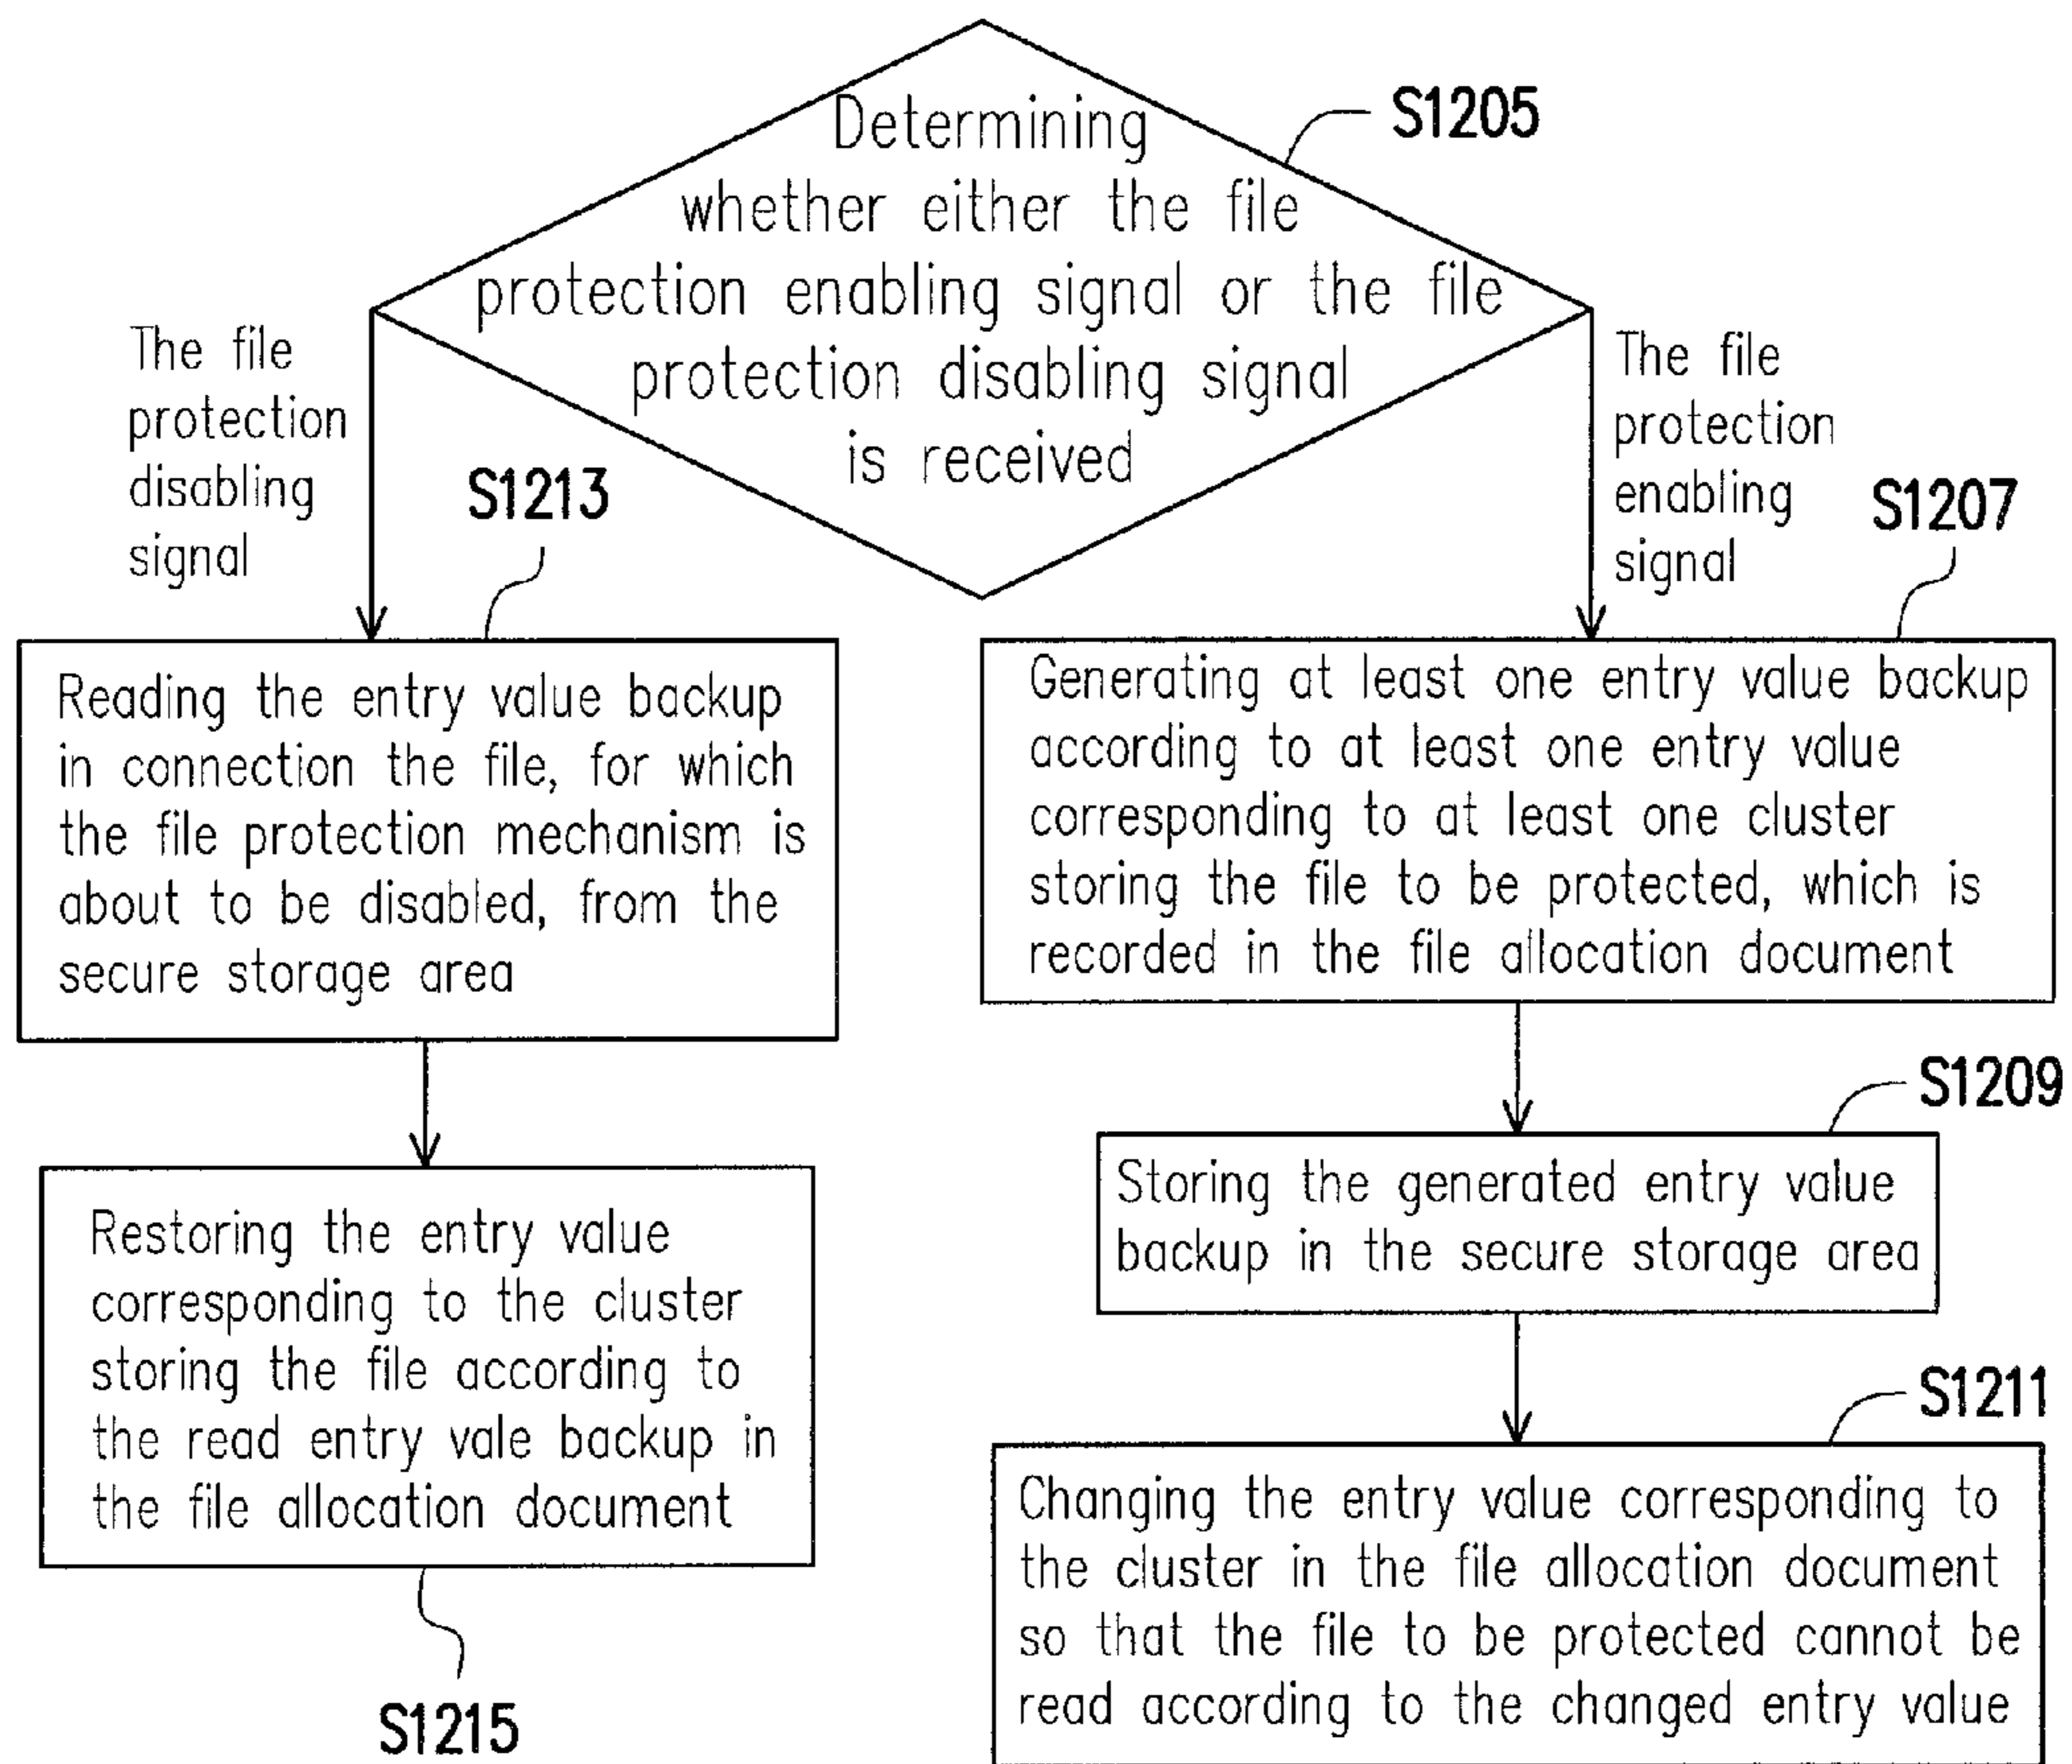 Determining
whether either the file
protection enabling signal or the file
protection disabling signal
is received
S1205
The file
protection
disabling
signal
The file
protection
enabling
signal
S1213
Reading the entry value backup
in connection the file, for which
the file protection mechanism is
about to be disabled, from the
secure storage area
S1207
Generating at least one entry value backup
according to at least one entry value
corresponding to at least one cluster
storing the file to be protected, which is
recorded in the file allocation document
S1209
Storing the generated entry value
backup in the secure storage area
Restoring the entry value
corresponding to the cluster
storing the file according to
the read entry vale backup in
the file allocation document
S1215
S1211
Changing the entry value corresponding to
the cluster in the file allocation document
so that the file to be protected cannot be
read according to the changed entry value